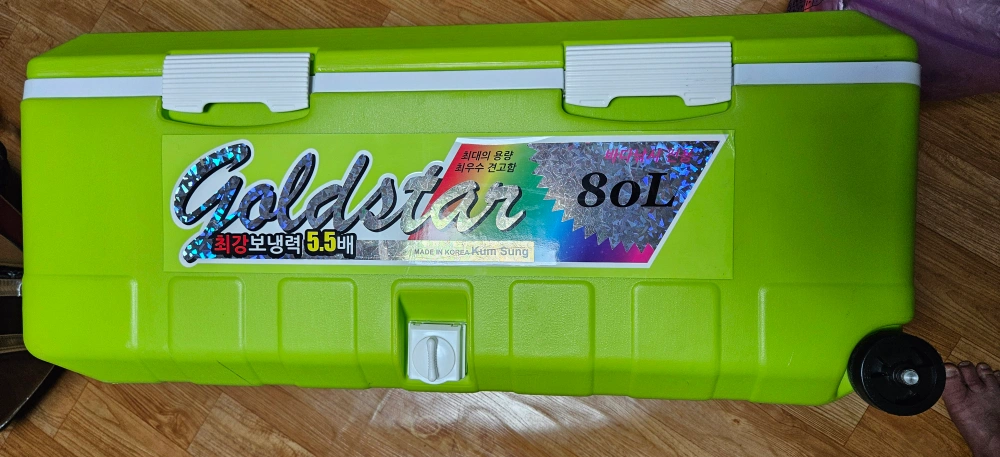 Goldstar
최대의 용량
최우수 견고함
80L
최강보냉력 5.5배
MADE IN KOREA Kum Sung